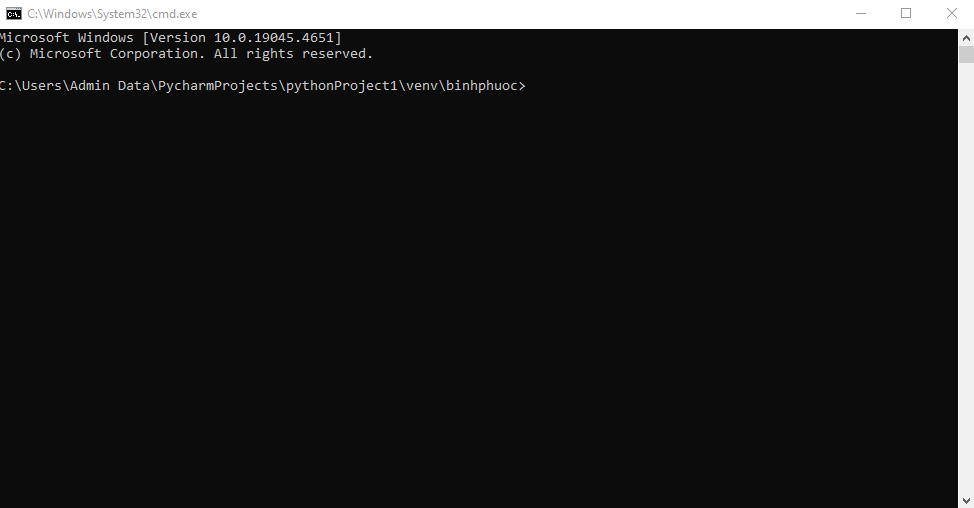 C:\Windows\System32\cmd.exe
Microsoft Windows [Version 10.0.19045.4651]
(c) Microsoft Corporation. All rights reserved.
C:\Users\Admin Data\PycharmProjects\pythonProject1\venv\binhphuoc>